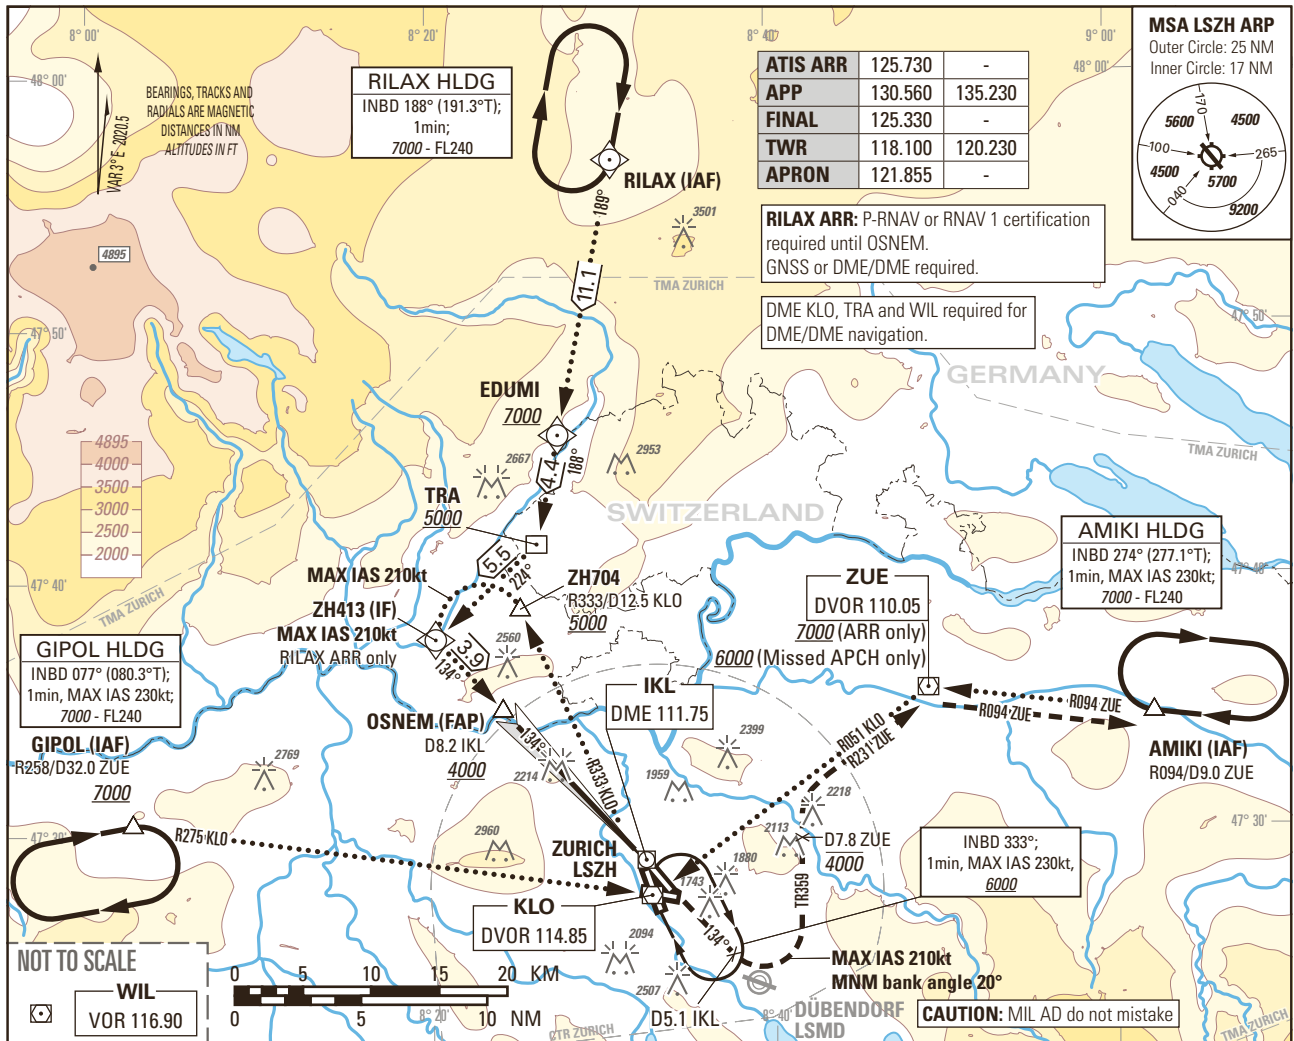 8° 00'
8° 20'
8° 40'
9° 00'
48° 00'
48° 00'
BEARINGS, TRACKS AND
RADIALS ARE MAGNETIC
DISTANCES IN NM
ALTITUDES IN FT
VAR 3° E 2020.5
RILAX HLDG
INBD 188° (191.3°T);
1min;
7000 - FL240
RILAX (IAF)
189°
3501
11.1
ATIS ARR 125.730 -
APP 130.560 135.230
FINAL 125.330 -
TWR 118.100 120.230
APRON 121.855 -
MSA LSZH ARP
Outer Circle: 25 NM
Inner Circle: 17 NM
170
5600
4500
100
265
4500
5700
040
9200
RILAX ARR: P-RNAV or RNAV 1 certification
required until OSNEM.
GNSS or DME/DME required.
DME KLO, TRA and WIL required for
DME/DME navigation.
4895
TMA ZURICH
47° 50'
47° 50'
GERMANY
TMA ZURICH
EDUMI
7000
4.4
188°
2667
2953
TRA
5000
SWITZERLAND
4895
4000
3500
3000
2500
2000
47° 40'
47° 40'
TMA ZURICH
5.5
224°
MAX IAS 210kt
ZH413 (IF)
MAX IAS 210kt
RILAX ARR only
ZH704
R333/D12.5 KLO
5000
3.9
134°
2560
ZUE
DVOR 110.05
7000 (ARR only)
6000 (Missed APCH only)
AMIKI HLDG
INBD 274° (277.1°T);
1min, MAX IAS 230kt;
7000 - FL240
GIPOL HLDG
INBD 077° (080.3°T);
1min, MAX IAS 230kt;
7000 - FL240
GIPOL (IAF)
R258/D32.0 ZUE
7000
2769
OSNEM (FAP)
D8.2 IKL
4000
134°
2214
R333 KLO
IKL
DME 111.75
2399
1959
R051 KLO
R231 ZUE
R094 ZUE
R094 ZUE
AMIKI (IAF)
R094/D9.0 ZUE
2218
2113
D7.8 ZUE
4000
47° 30'
47° 30'
R275 KLO
2960
ZURICH
LSZH
1880
1743
INBD 333°;
1min, MAX IAS 230kt,
6000
TR359
KLO
DVOR 114.85
134°
2094
2507
MAX IAS 210kt
MNM bank angle 20°
D5.1 IKL
8° 40'
DÜBENDORF
LSMD
CAUTION: MIL AD do not mistake
NOT TO SCALE
WIL
VOR 116.90
0 5 10 15 20 KM
0 5 10 NM
8° 20'
CTR ZURICH
TMA ZURICH